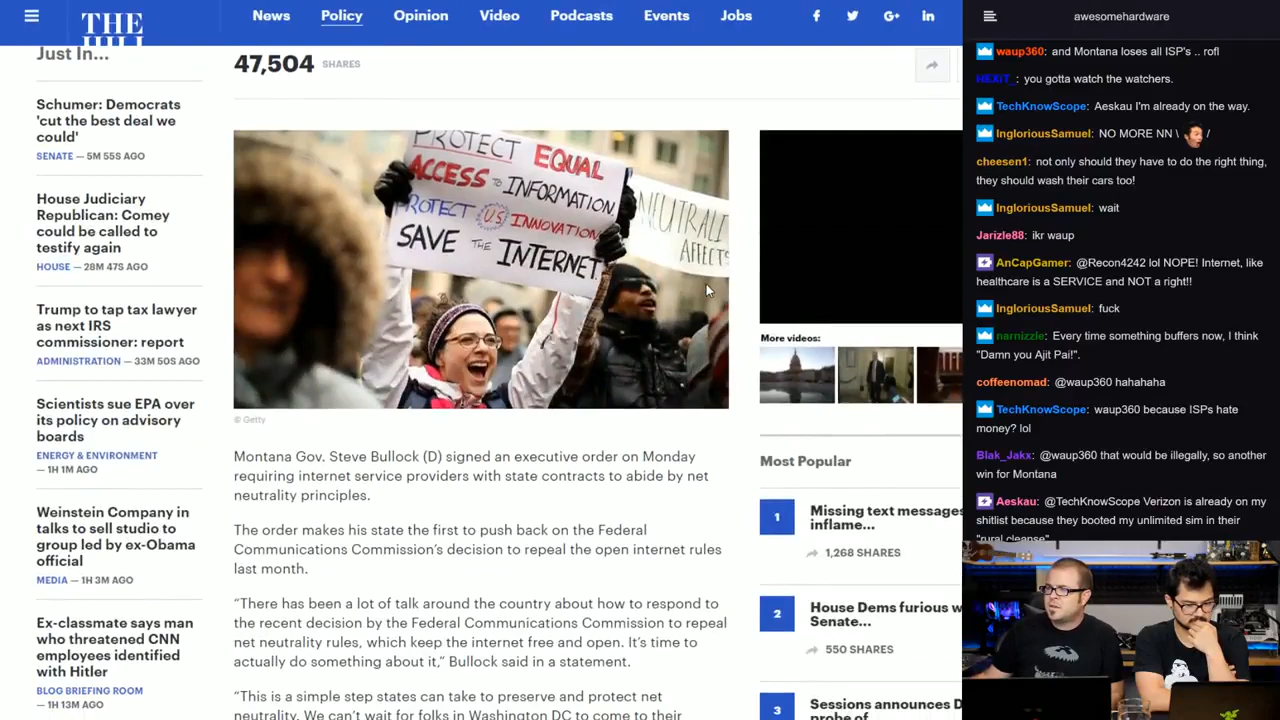 THE
HILL
News
Policy
Opinion
Video
Podcasts
Events
Jobs
Just In...
Schumer: Democrats
'cut the best deal we
could'
SENATE — 5M 55S AGO
House Judiciary
Republican: Comey
could be called to
testify again
HOUSE — 28M 47S AGO
Trump to tap tax lawyer
as next IRS
commissioner: report
ADMINISTRATION — 33M 50S AGO
Scientists sue EPA over
its policy on advisory
boards
ENERGY & ENVIRONMENT
— 1H 1M AGO
Weinstein Company in
talks to sell studio to
group led by ex-Obama
official
MEDIA — 1H 3M AGO
Ex-classmate says man
who threatened CNN
employees identified
with Hitler
BLOG BRIEFING ROOM
— 1H 13M AGO
47,504 SHARES
PROTECT EQUAL
ACCESS TO INFORMATION.
PROTECT U.S INNOVATION.
SAVE THE INTERNET.
NEUTRALI
AFFECTS
© Getty
Montana Gov. Steve Bullock (D) signed an executive order on Monday
requiring internet service providers with state contracts to abide by net
neutrality principles.
The order makes his state the first to push back on the Federal
Communications Commission's decision to repeal the open internet rules
last month.
“There has been a lot of talk around the country about how to respond to
the recent decision by the Federal Communications Commission to repeal
net neutrality rules, which keep the internet free and open. It's time to
actually do something about it,” Bullock said in a statement.
“This is a simple step states can take to preserve and protect net
neutrality. We can't wait for folks in Washington DC to come to their
More videos:
Most Popular
1
Missing text messages
inflame...
1,268 SHARES
2
House Dems furious w
Senate...
550 SHARES
3
Sessions announces D
probe of
awesomehardware
waup360: and Montana loses all ISP's .. rofl
HEXiT_: you gotta watch the watchers.
TechKnowScope: Aeskau I'm already on the way.
IngloriousSamuel: NO MORE NN \ /
cheesen1: not only should they have to do the right thing,
they should wash their cars too!
IngloriousSamuel: wait
Jarizle88: ikr waup
AnCapGamer: @Recon4242 lol NOPE! Internet, like
healthcare is a SERVICE and NOT a right!!
IngloriousSamuel: fuck
narnizzle: Every time something buffers now, I think
"Damn you Ajit Pai!".
coffeenomad: @waup360 hahahaha
TechKnowScope: waup360 because ISPs hate
money? lol
Blak_Jakx: @waup360 that would be illegally, so another
win for Montana
Aeskau: @TechKnowScope Verizon is already on my
shitlist because they booted my unlimited sim in their
"rural cleanse"